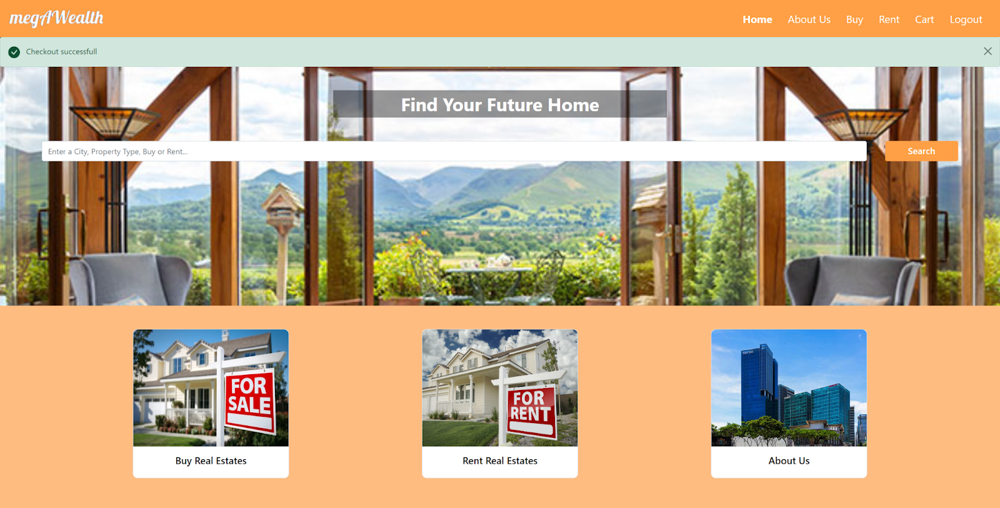 megAWealth
Home About Us Buy Rent Cart Logout
Checkout successfull
Find Your Future Home
Enter a City, Property Type, Buy or Rent...
Search
FOR
SALE
FOR
RENT
Buy Real Estates
Rent Real Estates
About Us